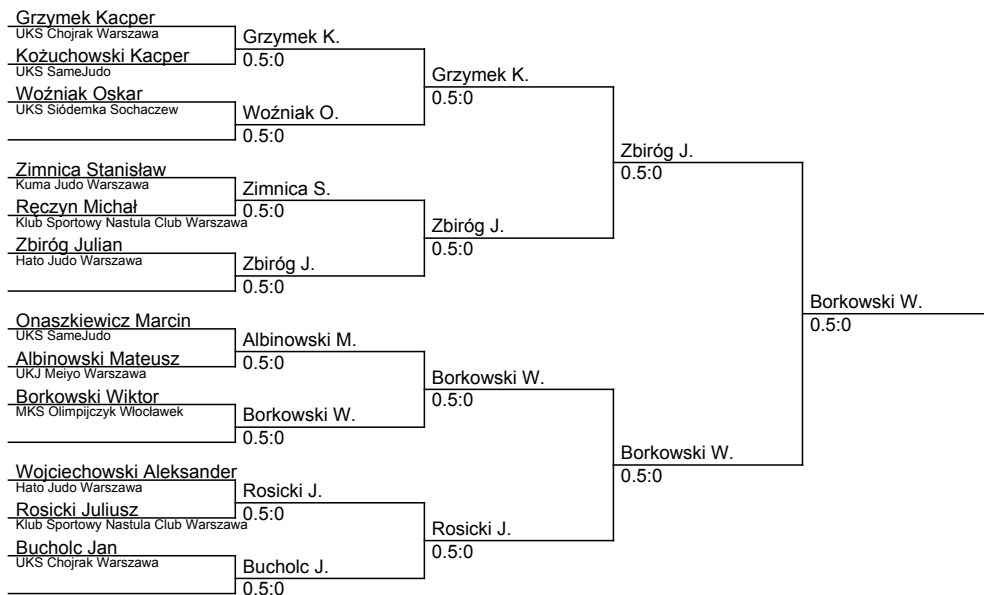 Grzymek Kacper
UKS Chojrak Warszawa
Kożuchowski Kacper
UKS SameJudo
Woźniak Oskar
UKS Siódemka Sochaczew
Zimnica Stanisław
Kuma Judo Warszawa
Ręczyn Michał
Klub Sportowy Nastula Club Warszawa
Zbiróg Julian
Hato Judo Warszawa
Onaszkiewicz Marcin
UKS SameJudo
Albinowski Mateusz
UKJ Meiyo Warszawa
Borkowski Wiktor
MKS Olimpijczyk Włocławek
Wojciechowski Aleksander
Hato Judo Warszawa
Rosicki Juliusz
Klub Sportowy Nastula Club Warszawa
Bucholc Jan
UKS Chojrak Warszawa
Grzymek K.
0.5:0
Woźniak O.
0.5:0
Zimnica S.
0.5:0
Zbiróg J.
0.5:0
Albinowski M.
0.5:0
Borkowski W.
0.5:0
Rosicki J.
0.5:0
Bucholc J.
0.5:0
Grzymek K.
0.5:0
Zbiróg J.
0.5:0
Borkowski W.
0.5:0
Rosicki J.
0.5:0
Zbiróg J.
0.5:0
Borkowski W.
0.5:0
Borkowski W.
0.5:0